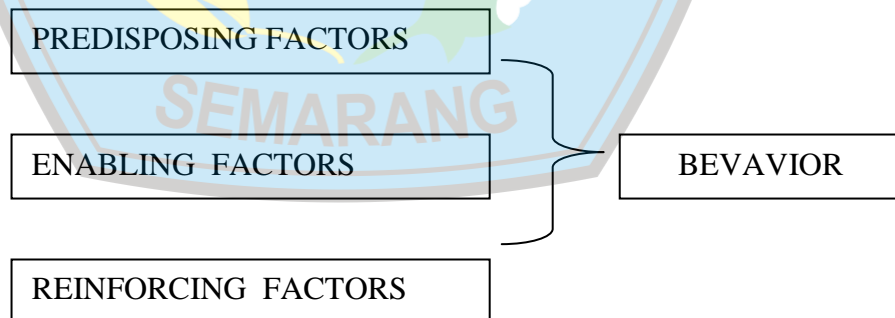 PREDISPOSING FACTORS
SEMARANG
ENABLING FACTORS
BEVAVIOR
REINFORCING FACTORS